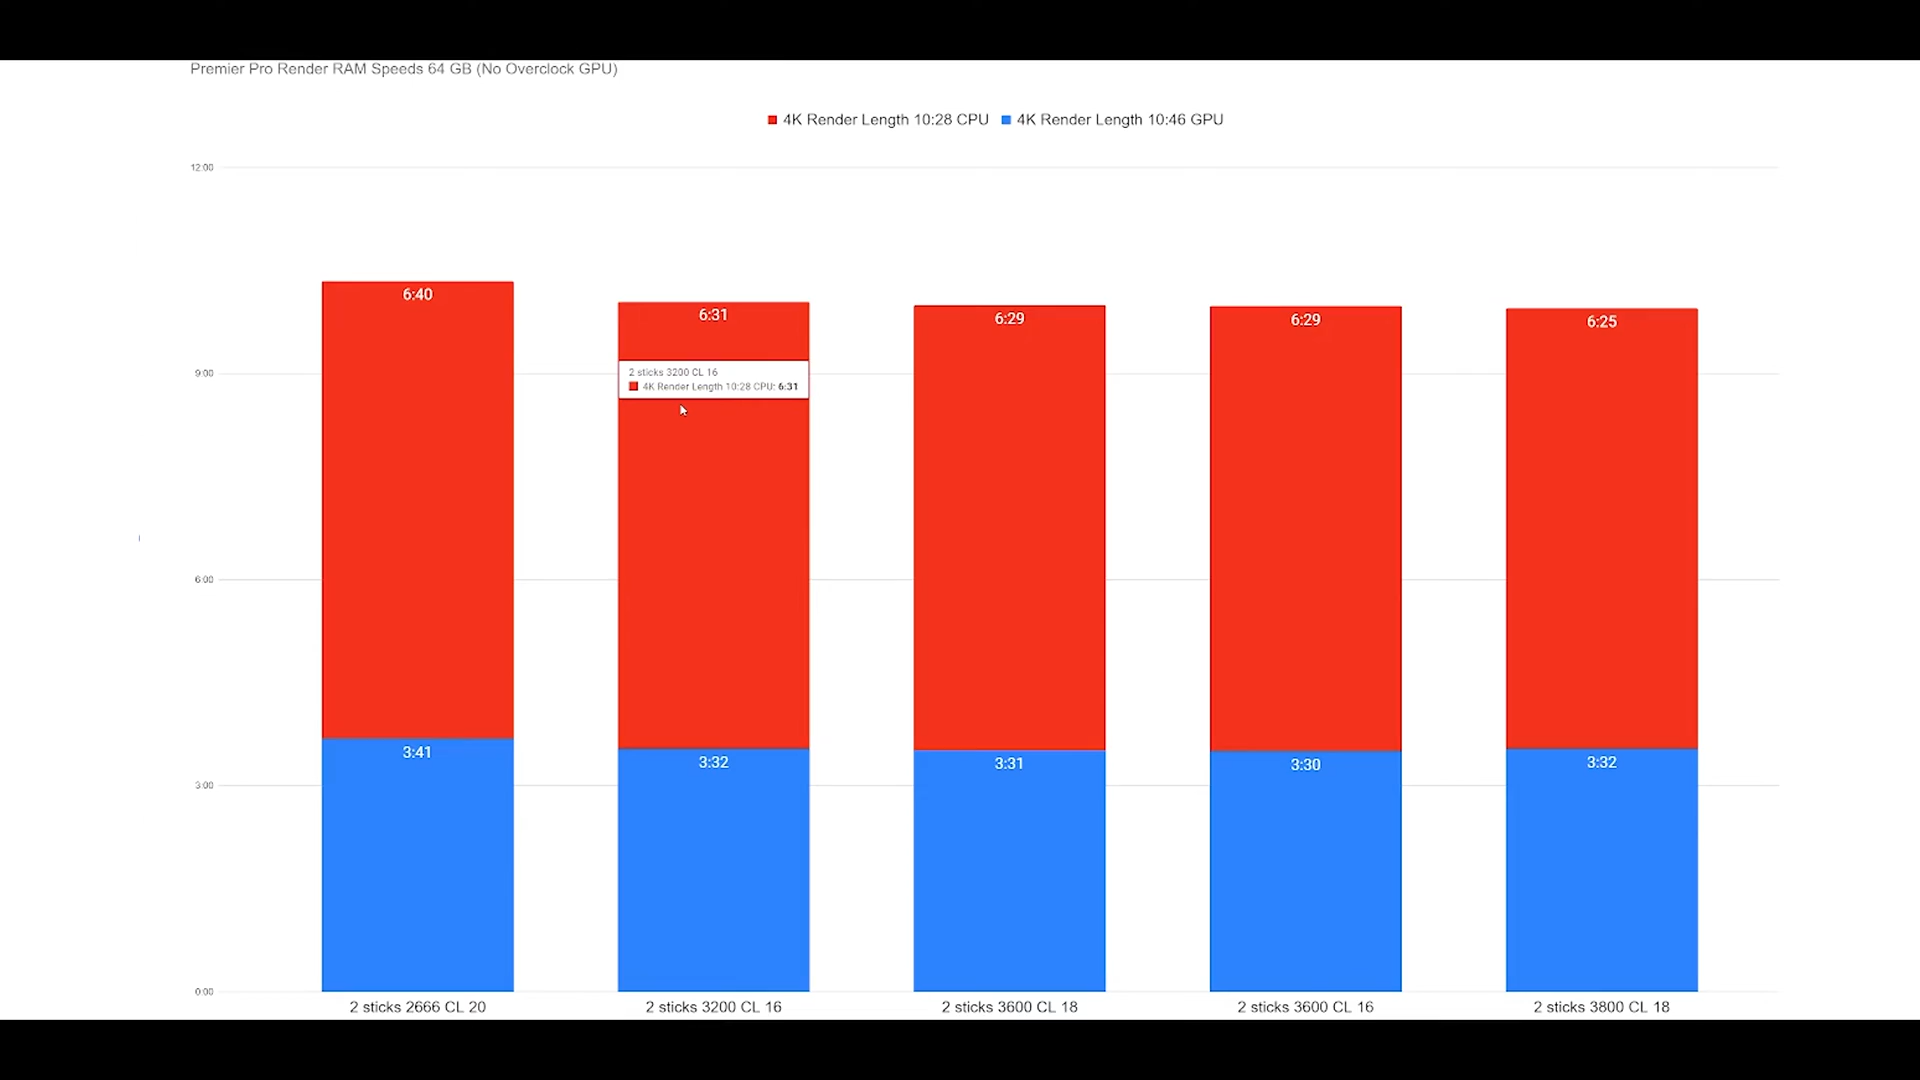 Premier Pro Render RAM Speeds 64 GB (No Overclock GPU)
4K Render Length 10:28 CPU 4K Render Length 10:46 GPU
12:00
6:40
6:31
6:29
6:29
6:25
9:00
2 sticks 3200 CL 16
4K Render Length 10:28 CPU: 6:31
6:00
3:41
3:32
3:31
3:30
3:32
3:00
0:00
2 sticks 2666 CL 20
2 sticks 3200 CL 16
2 sticks 3600 CL 18
2 sticks 3600 CL 16
2 sticks 3800 CL 18